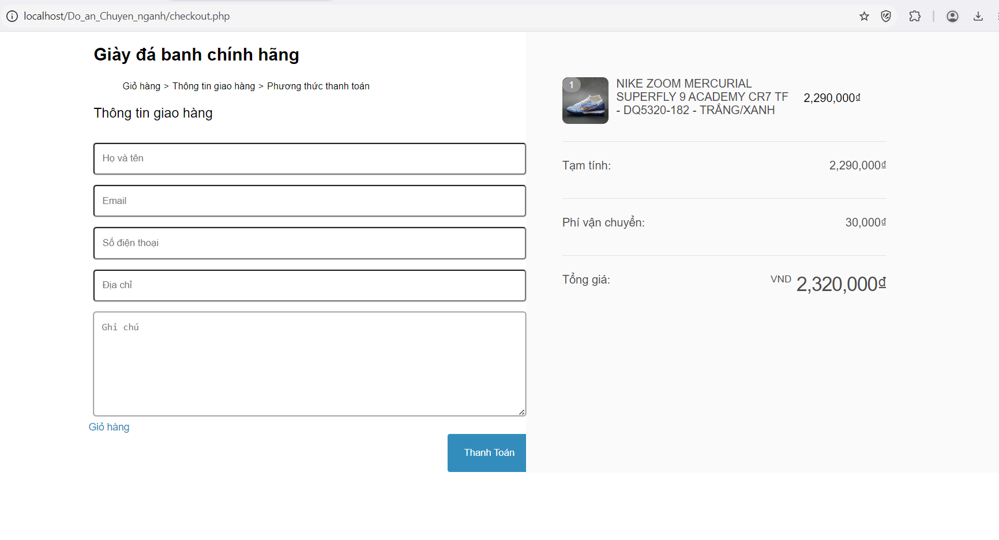 localhost/Do_an_Chuyen_nganh/checkout.php
Giày đá banh chính hãng
Giỏ hàng > Thông tin giao hàng > Phương thức thanh toán
Thông tin giao hàng
Họ và tên
Email
Số điện thoại
Địa chỉ
Ghi chú
Giỏ hàng
Thanh Toán
1
NIKE ZOOM MERCURIAL
SUPERFLY 9 ACADEMY CR7 TF
- DQ5320-182 - TRẮNG/XANH
2,290,000₫
Tạm tính: 2,290,000₫
Phí vận chuyển: 30,000₫
Tổng giá: VND 2,320,000₫